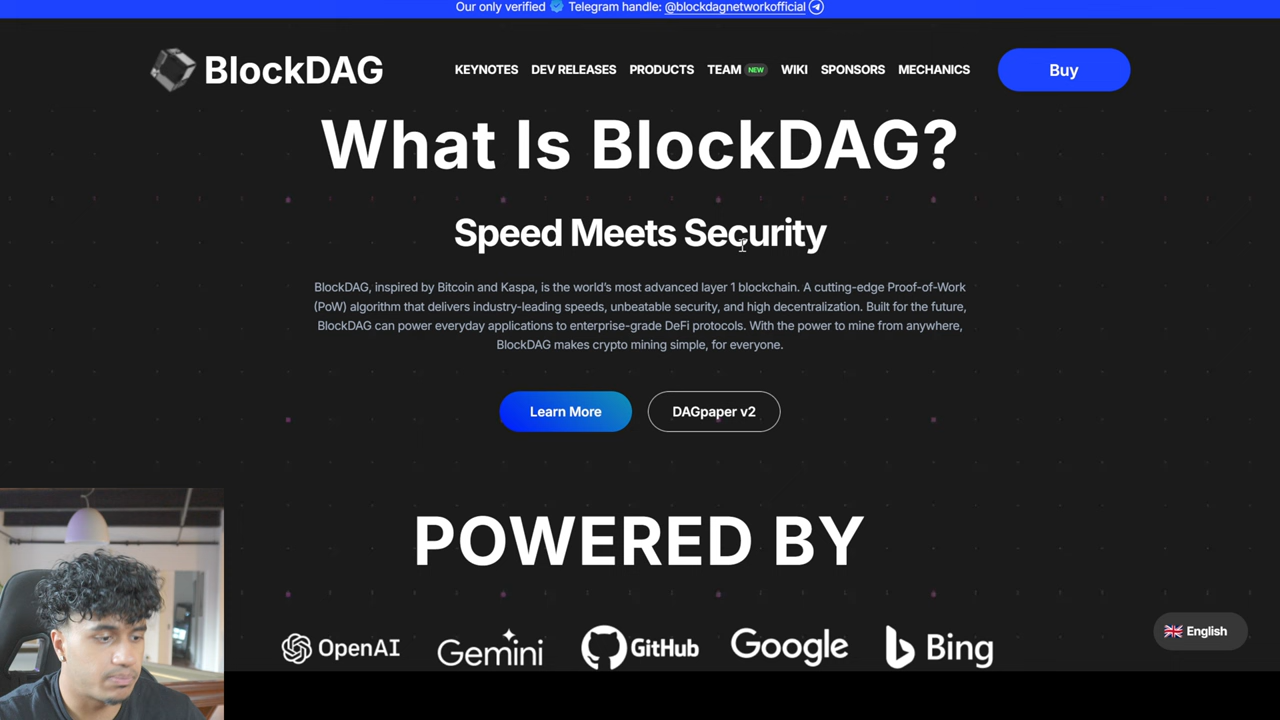 Our only verified Telegram handle: @blockdagnetworkofficial
BlockDAG
KEYNOTES DEV RELEASES PRODUCTS TEAM NEW WIKI SPONSORS MECHANICS Buy
What Is BlockDAG?
Speed Meets Security
BlockDAG, inspired by Bitcoin and Kaspa, is the world's most advanced layer 1 blockchain. A cutting-edge Proof-of-Work
(PoW) algorithm that delivers industry-leading speeds, unbeatable security, and high decentralization. Built for the future,
BlockDAG can power everyday applications to enterprise-grade DeFi protocols. With the power to mine from anywhere,
BlockDAG makes crypto mining simple, for everyone.
Learn More DAGpaper v2
POWERED BY
OpenAI Gemini GitHub Google Bing
English